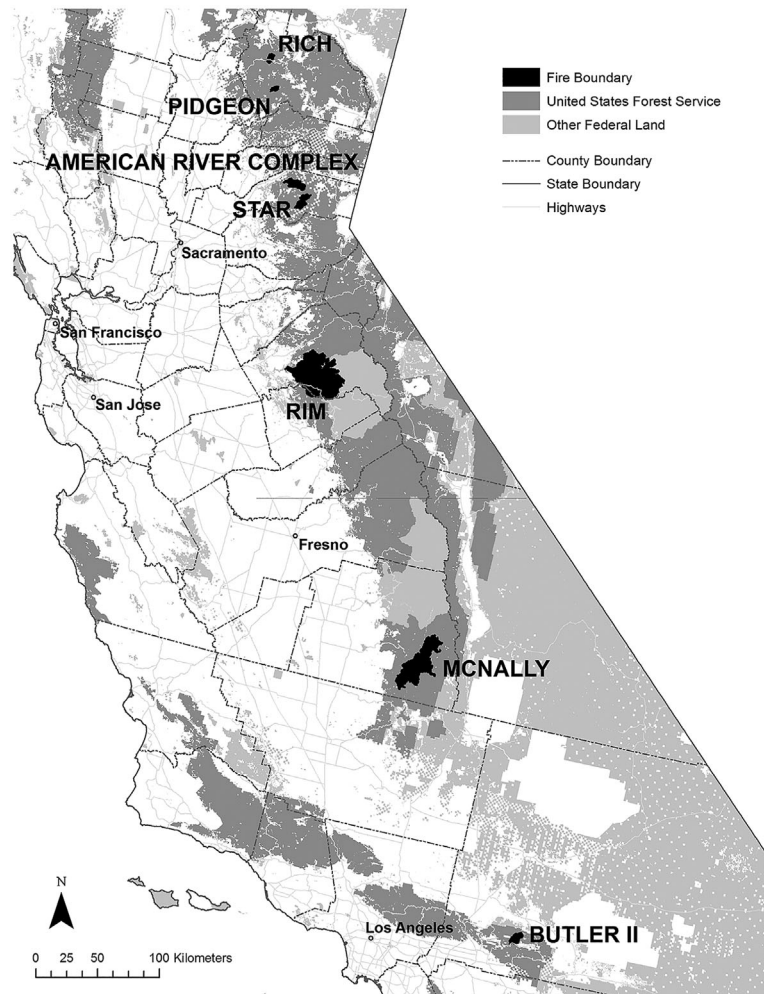 RICH
PIDGEON
AMERICAN RIVER COMPLEX
STAR
Sacramento
San Francisco
San Jose
RIM
Fresno
MCNALLY
Los Angeles
BUTLER II
Fire Boundary
United States Forest Service
Other Federal Land
County Boundary
State Boundary
Highways
N
0 25 50 100 Kilometers